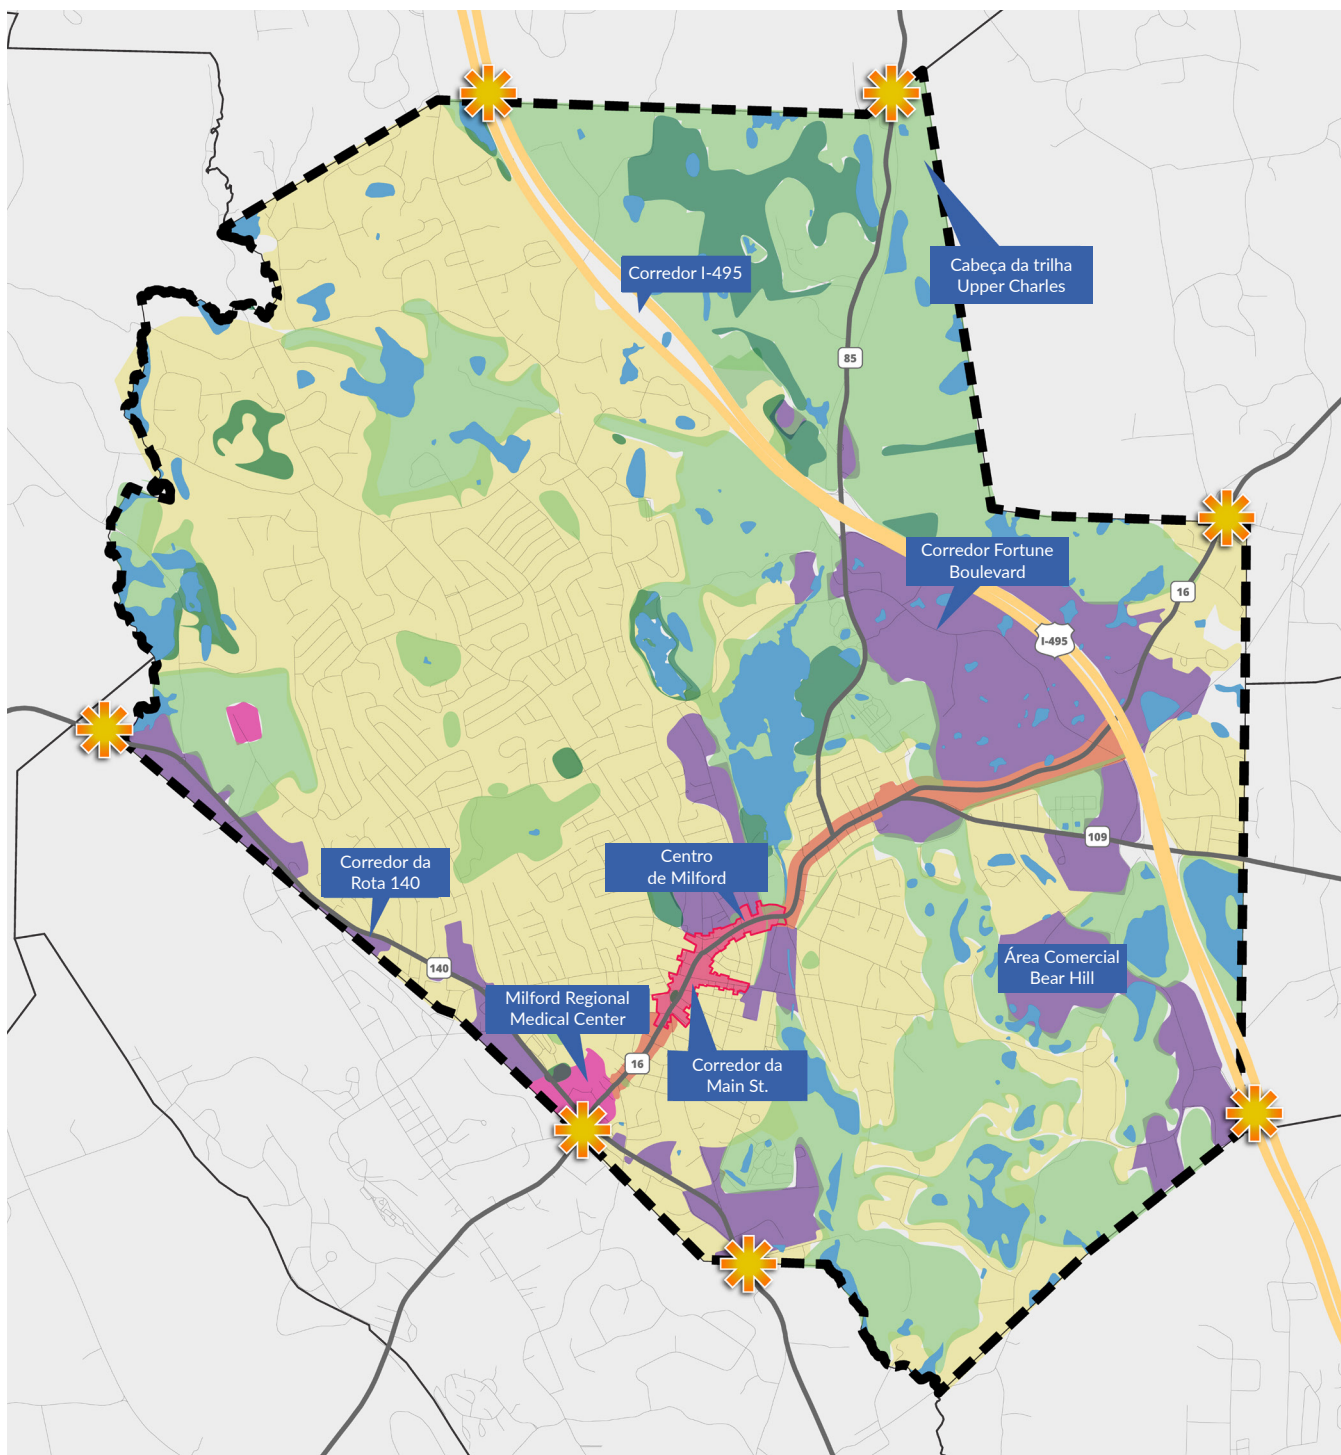 Corredor I-495
Cabeça da trilha
Upper Charles
85
Corredor Fortune
Boulevard
16
I-495
109
Centro
de Milford
Corredor da
Rota 140
140
Área Comercial
Bear Hill
Milford Regional
Medical Center
16
Corredor da
Main St.